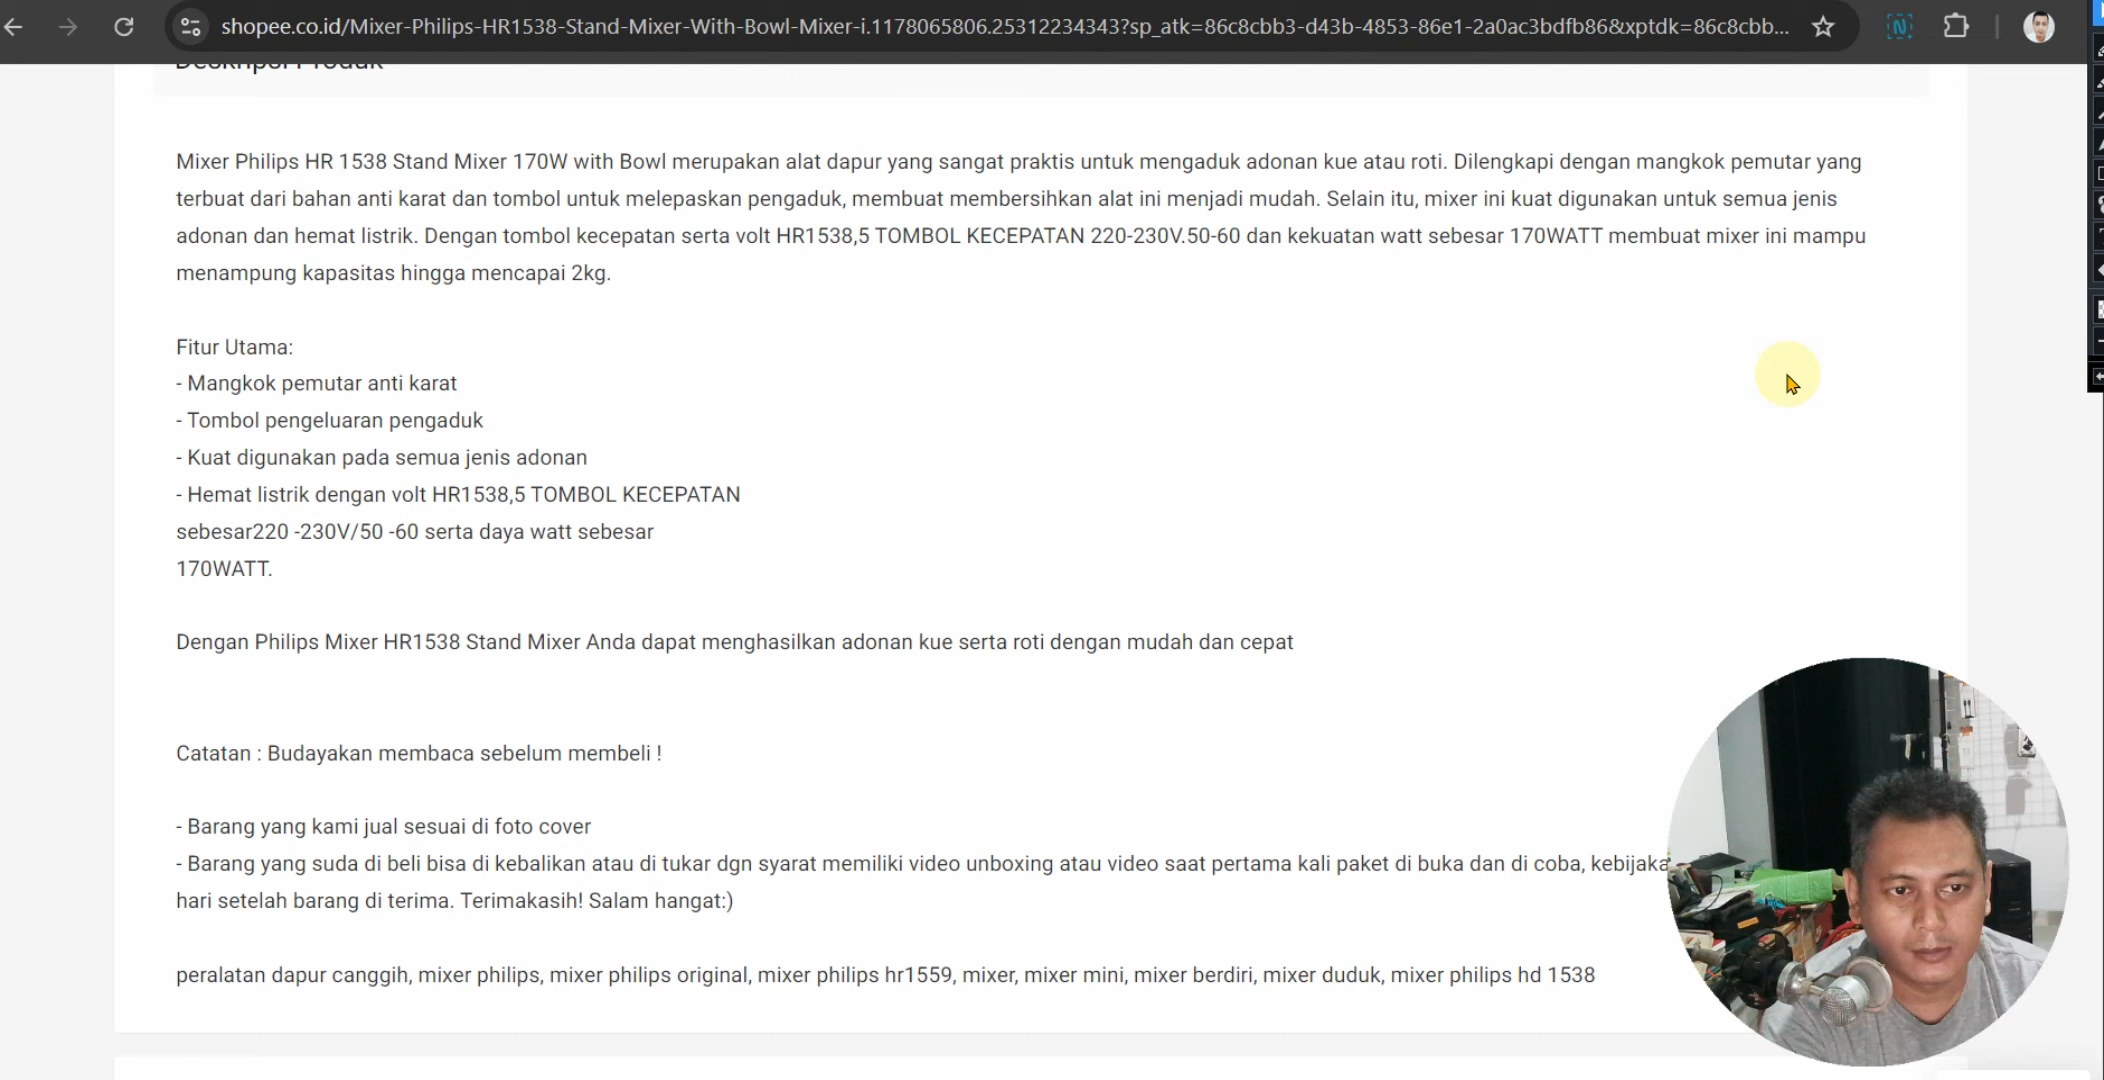 shopee.co.id/Mixer-Philips-HR1538-Stand-Mixer-With-Bowl-Mixer-i.1178065806.25312234343?sp_atk=86c8cbb3-d43b-4853-86e1-2a0ac3bdfb86&xptdk=86c8cbb...
Deskripsi Produk
Mixer Philips HR 1538 Stand Mixer 170W with Bowl merupakan alat dapur yang sangat praktis untuk mengaduk adonan kue atau roti. Dilengkapi dengan mangkok pemutar yang
terbuat dari bahan anti karat dan tombol untuk melepaskan pengaduk, membuat membersihkan alat ini menjadi mudah. Selain itu, mixer ini kuat digunakan untuk semua jenis
adonan dan hemat listrik. Dengan tombol kecepatan serta volt HR1538,5 TOMBOL KECEPATAN 220-230V.50-60 dan kekuatan watt sebesar 170WATT membuat mixer ini mampu
menampung kapasitas hingga mencapai 2kg.
Fitur Utama:
- Mangkok pemutar anti karat
- Tombol pengeluaran pengaduk
- Kuat digunakan pada semua jenis adonan
- Hemat listrik dengan volt HR1538,5 TOMBOL KECEPATAN
sebesar220 -230V/50 -60 serta daya watt sebesar
170WATT.
Dengan Philips Mixer HR1538 Stand Mixer Anda dapat menghasilkan adonan kue serta roti dengan mudah dan cepat
Catatan : Budayakan membaca sebelum membeli !
- Barang yang kami jual sesuai di foto cover
- Barang yang suda di beli bisa di kebalikan atau di tukar dgn syarat memiliki video unboxing atau video saat pertama kali paket di buka dan di coba, kebijaka
hari setelah barang di terima. Terimakasih! Salam hangat:)
peralatan dapur canggih, mixer philips, mixer philips original, mixer philips hr1559, mixer, mixer mini, mixer berdiri, mixer duduk, mixer philips hd 1538